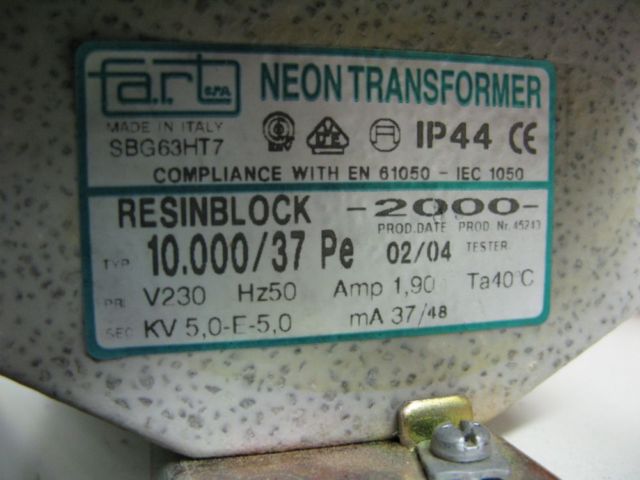 fa.r.t S.P.A. NEON TRANSFORMER
MADE IN ITALY
SBG63HT7 IP44 CE
COMPLIANCE WITH EN 61050 - IEC 1050
RESINBLOCK -2000-
PROD.DATE PROD. Nr. 45213
TYP 10.000/37 Pe 02/04 TESTER
PRI V230 Hz50 Amp 1,90 Ta40°C
SEC KV 5,0-E-5,0 mA 37/48